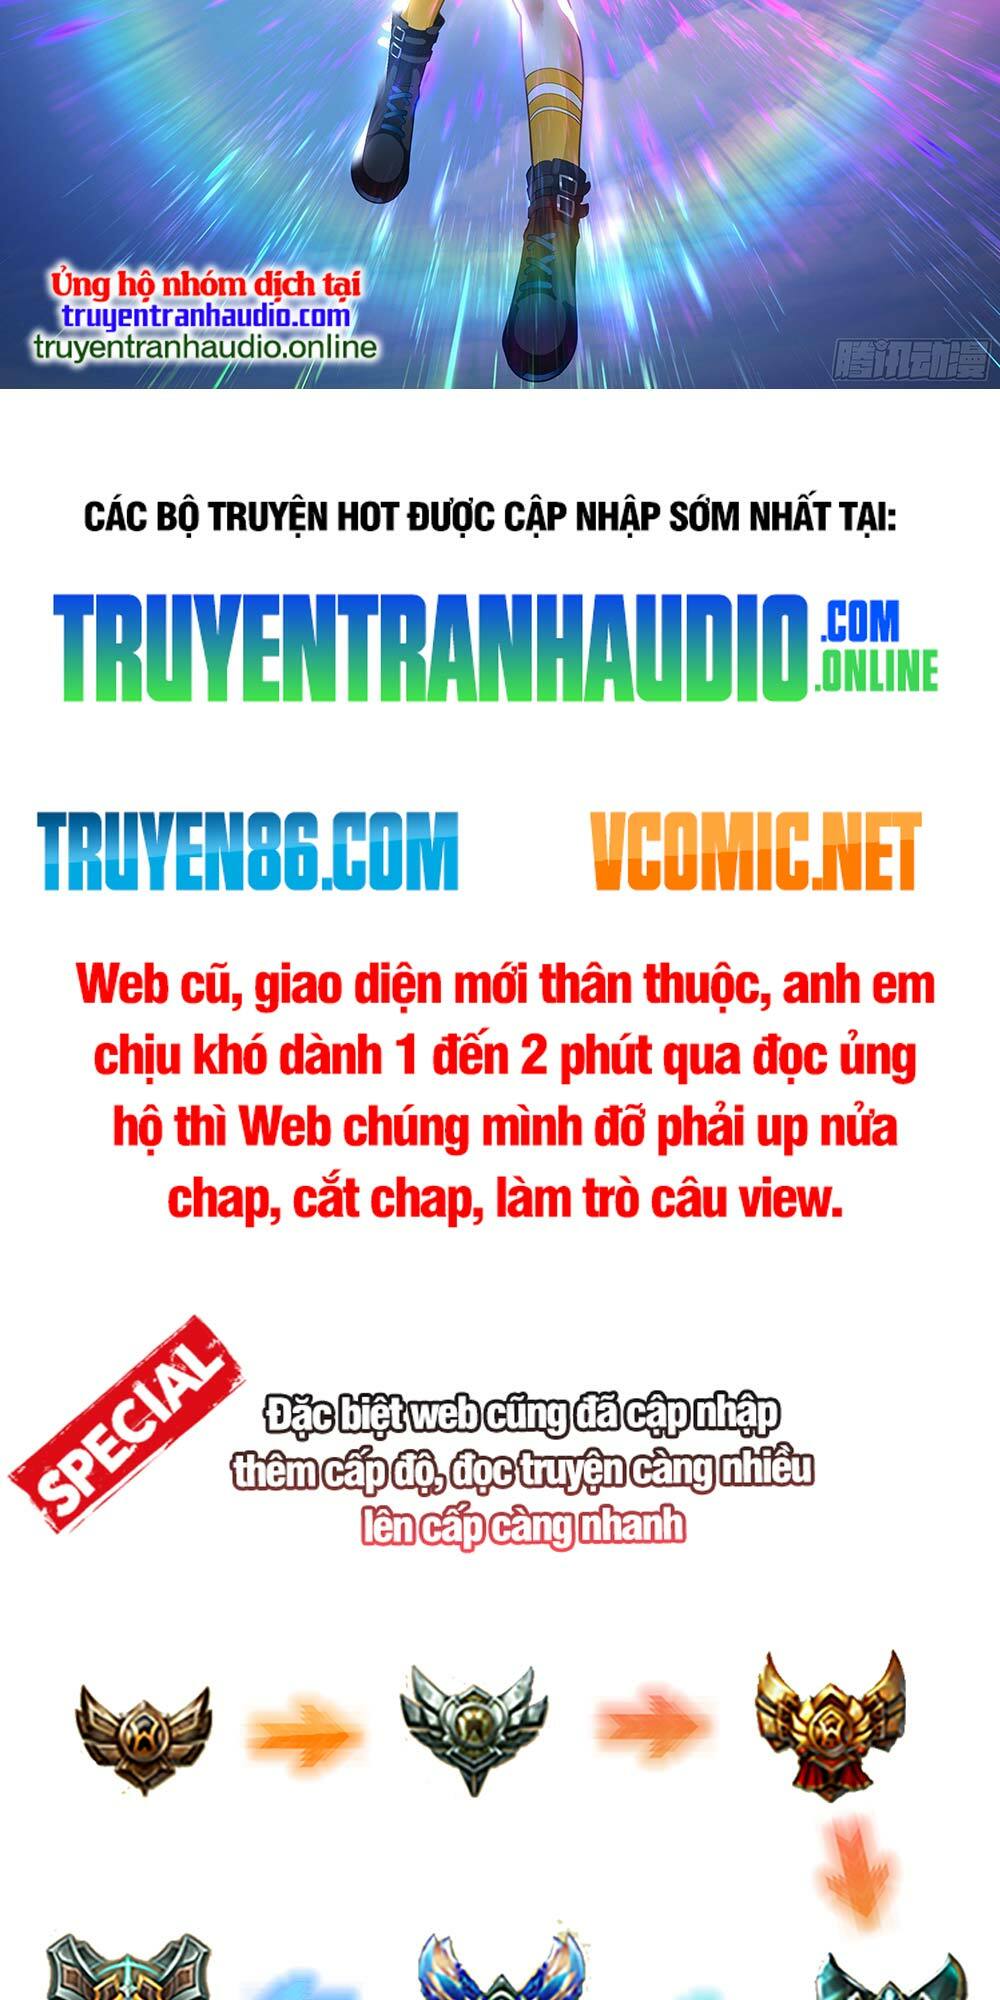 Ủng hộ nhóm dịch tại
truyentranhaudio.com
truyentranhaudio.online
腾讯动漫
CÁC BỘ TRUYỆN HOT ĐƯỢC CẬP NHẬP SỚM NHẤT TẠI:
TRUYENTRANHAUDIO .COM
.ONLINE
TRUYEN86.COM
VCOMIC.NET
Web cũ, giao diện mới thân thuộc, anh em
chịu khó dành 1 đến 2 phút qua đọc ủng
hộ thì Web chúng mình đỡ phải up nửa
chap, cắt chap, làm trò câu view.
SPECIAL
Đặc biệt web cũng đã cập nhập
thêm cấp độ, đọc truyện càng nhiều
lên cấp càng nhanh